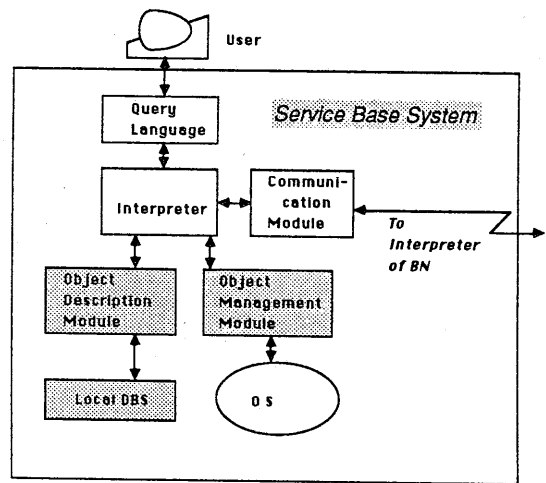 User
Query
Language
Service Base System
Interpreter
Communi-
cation
Module
To
Interpreter
of BN
Object
Description
Module
Object
Management
Module
Local DBS
OS